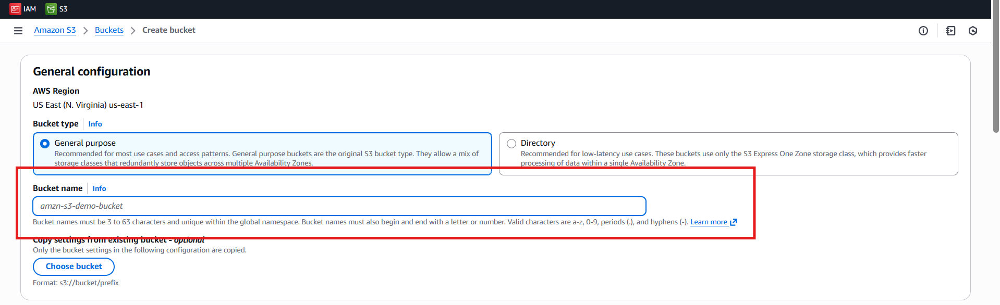 IAM S3
Amazon S3 > Buckets > Create bucket
General configuration
AWS Region
US East (N. Virginia) us-east-1
Bucket type Info
General purpose
Recommended for most use cases and access patterns. General purpose buckets are the original S3 bucket type. They allow a mix of
storage classes that redundantly store objects across multiple Availability Zones.
Directory
Recommended for low-latency use cases. These buckets use only the S3 Express One Zone storage class, which provides faster
processing of data within a single Availability Zone.
Bucket name Info
amzn-s3-demo-bucket
Bucket names must be 3 to 63 characters and unique within the global namespace. Bucket names must also begin and end with a letter or number. Valid characters are a-z, 0-9, periods (.), and hyphens (-). Learn more
Copy settings from existing bucket - optional
Only the bucket settings in the following configuration are copied.
Choose bucket
Format: s3://bucket/prefix